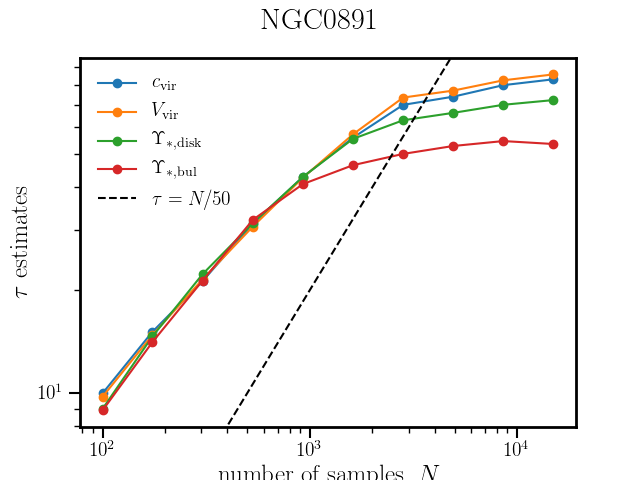 NGC0891
c_vir
V_vir
Υ_*,disk
Υ_*,bul
τ = N/50
τ estimates
10^1
10^2
10^3
10^4
number of samples, N